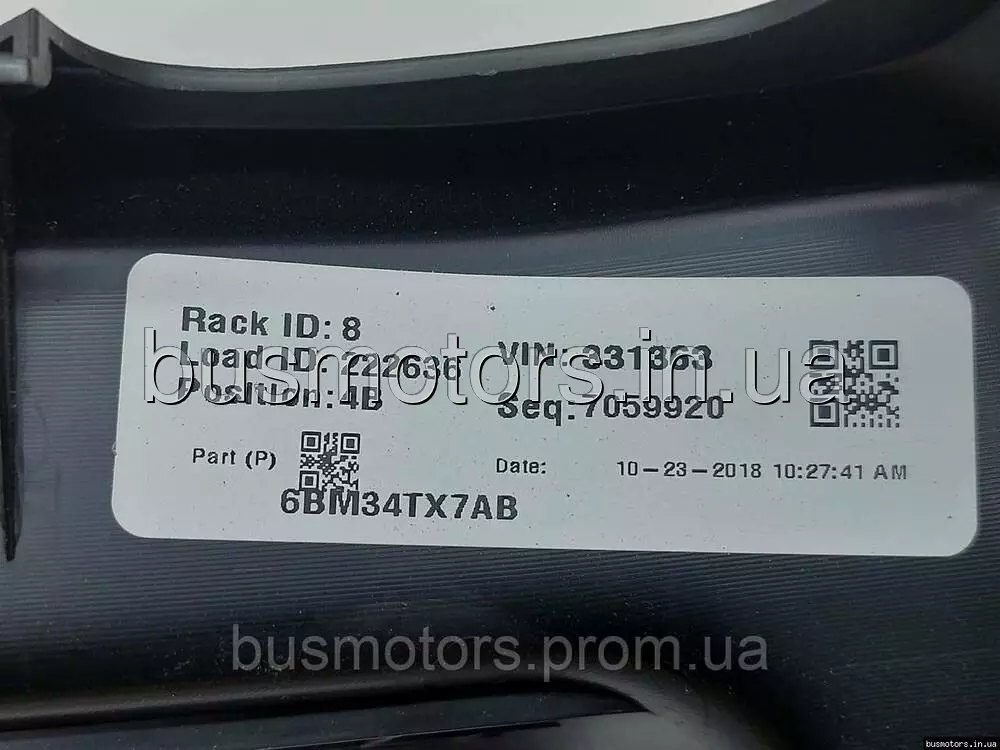 Rack ID: 8
Load ID: 222636
Position: 4B
VIN: 331363
Seq: 7059920
Part (P)
6BM34TX7AB
Date: 10-23-2018 10:27:41 AM
busmotors.in.ua
busmotors.prom.ua
busmotors.in.ua